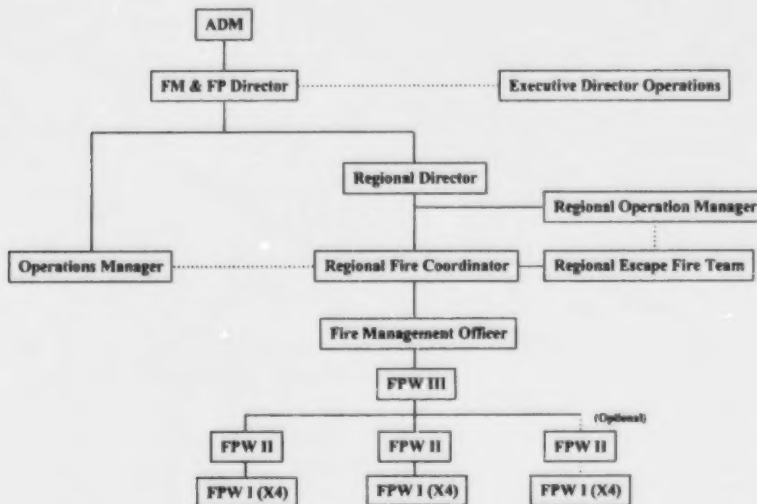 ADM
FM & FP Director
Executive Director Operations
Regional Director
Regional Operation Manager
Operations Manager
Regional Fire Coordinator
Regional Escape Fire Team
Fire Management Officer
FPW III
(Optional)
FPW II
FPW II
FPW II
FPW I (X4)
FPW I (X4)
FPW I (X4)